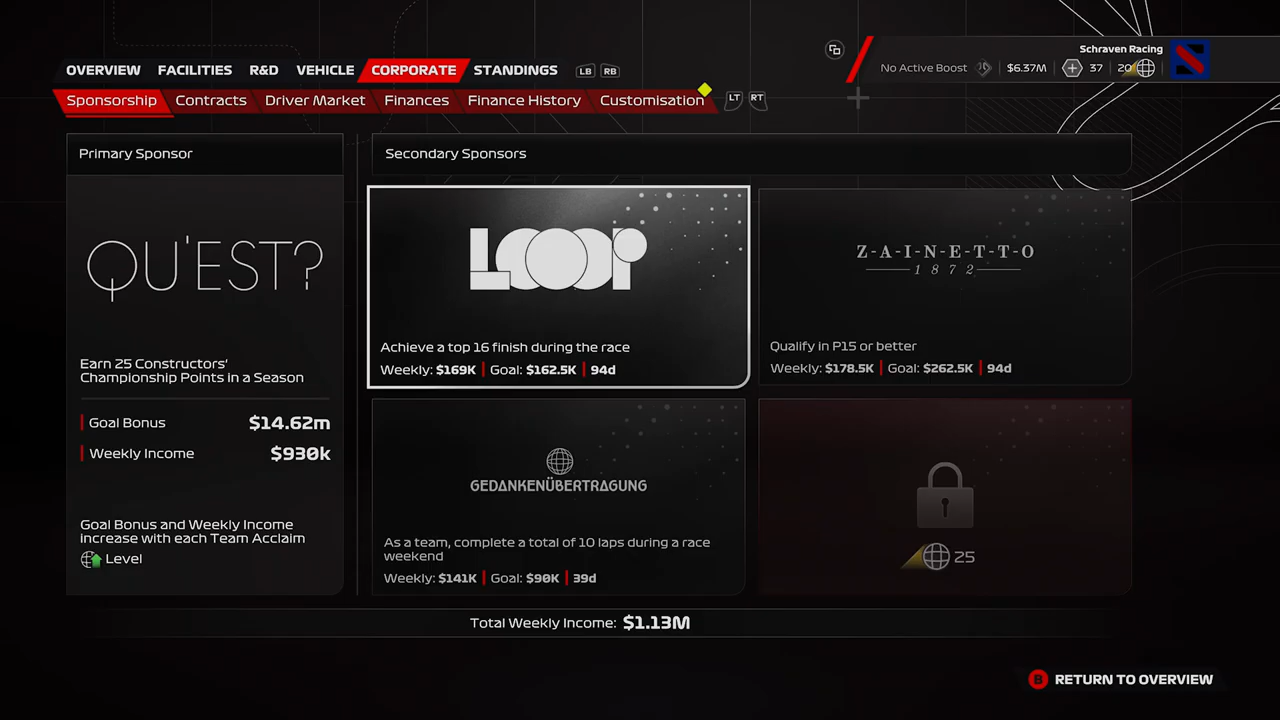 Schraven Racing
OVERVIEW FACILITIES R&D VEHICLE CORPORATE STANDINGS LB RB
No Active Boost $6.37M 37 20
Sponsorship Contracts Driver Market Finances Finance History Customisation LT RT
Primary Sponsor
QU'EST?
Earn 25 Constructors'
Championship Points in a Season
Goal Bonus $14.62m
Weekly Income $930k
Goal Bonus and Weekly Income
increase with each Team Acclaim
Level
Secondary Sponsors
LOOP
Achieve a top 16 finish during the race
Weekly: $169K Goal: $162.5K 94d
Z-A-I-N-E-T-T-O
1872
Qualify in P15 or better
Weekly: $178.5K Goal: $262.5K 94d
GEDANKENÜBERTRAGUNG
As a team, complete a total of 10 laps during a race
weekend
Weekly: $141K Goal: $90K 39d
25
Total Weekly Income: $1.13M
B RETURN TO OVERVIEW